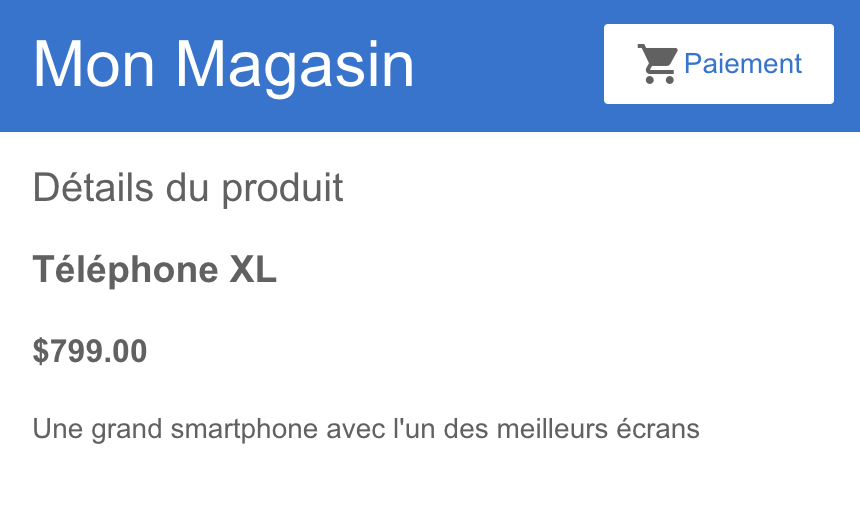 Mon Magasin
Paiement
Détails du produit
Téléphone XL
$799.00
Une grand smartphone avec l'un des meilleurs écrans